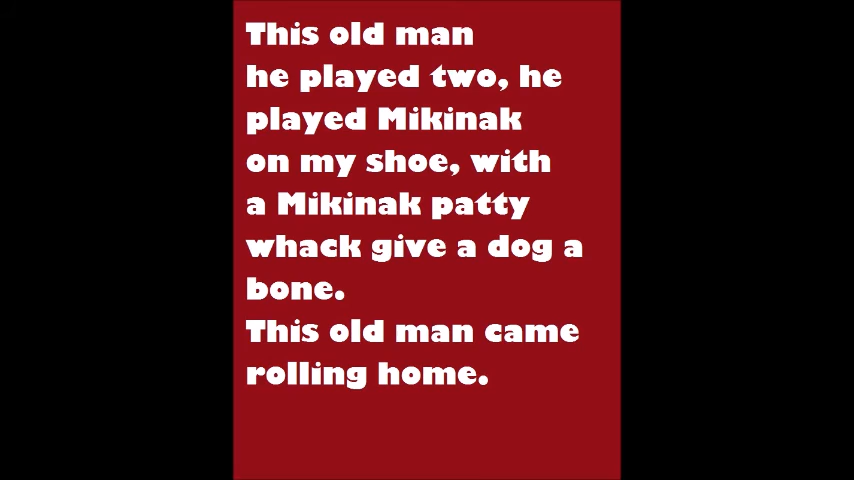 This old man
he played two, he
played Mikinak
on my shoe, with
a Mikinak patty
whack give a dog a
bone.
This old man came
rolling home.